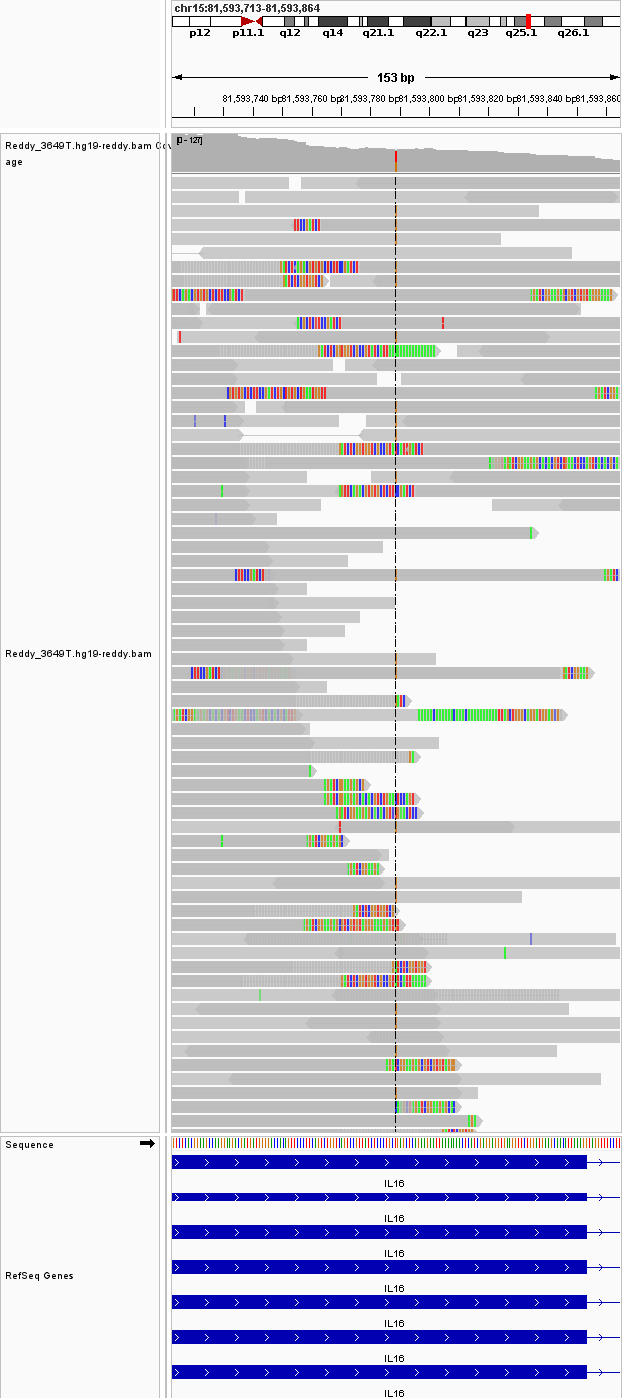 chr15:81,593,713-81,593,864
p12 p11.1 q12 q14 q21.1 q22.1 q23 q25.1 q26.1
153 bp
81,593,740 bp 81,593,760 bp 81,593,780 bp 81,593,800 bp 81,593,820 bp 81,593,840 bp 81,593,860
Reddy_3649T.hg19-reddy.bam Cov
age
[0 - 127]
Reddy_3649T.hg19-reddy.bam
Sequence
IL16
IL16
IL16
RefSeq Genes
IL16
IL16
IL16
IL16